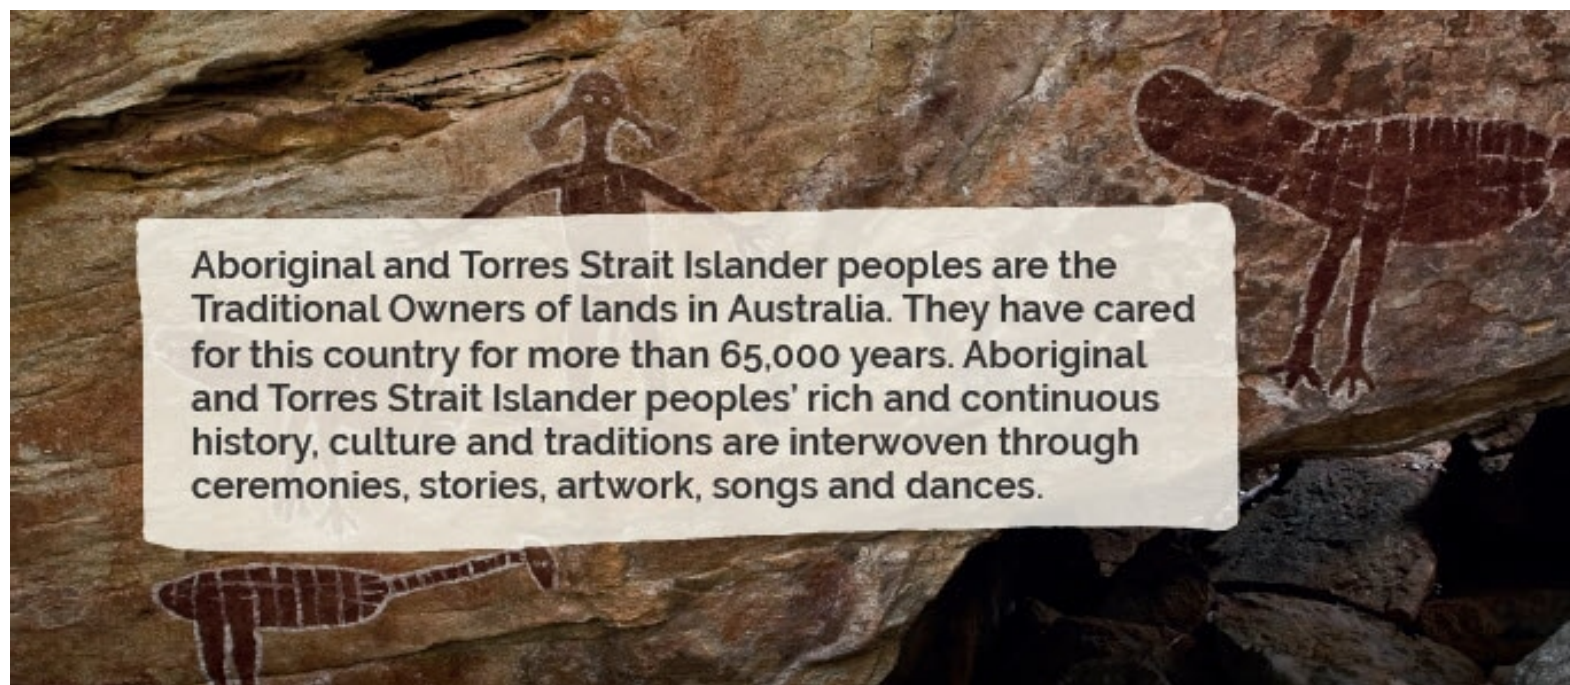 Aboriginal and Torres Strait Islander peoples are the
Traditional Owners of lands in Australia. They have cared
for this country for more than 65,000 years. Aboriginal
and Torres Strait Islander peoples’ rich and continuous
history, culture and traditions are interwoven through
ceremonies, stories, artwork, songs and dances.